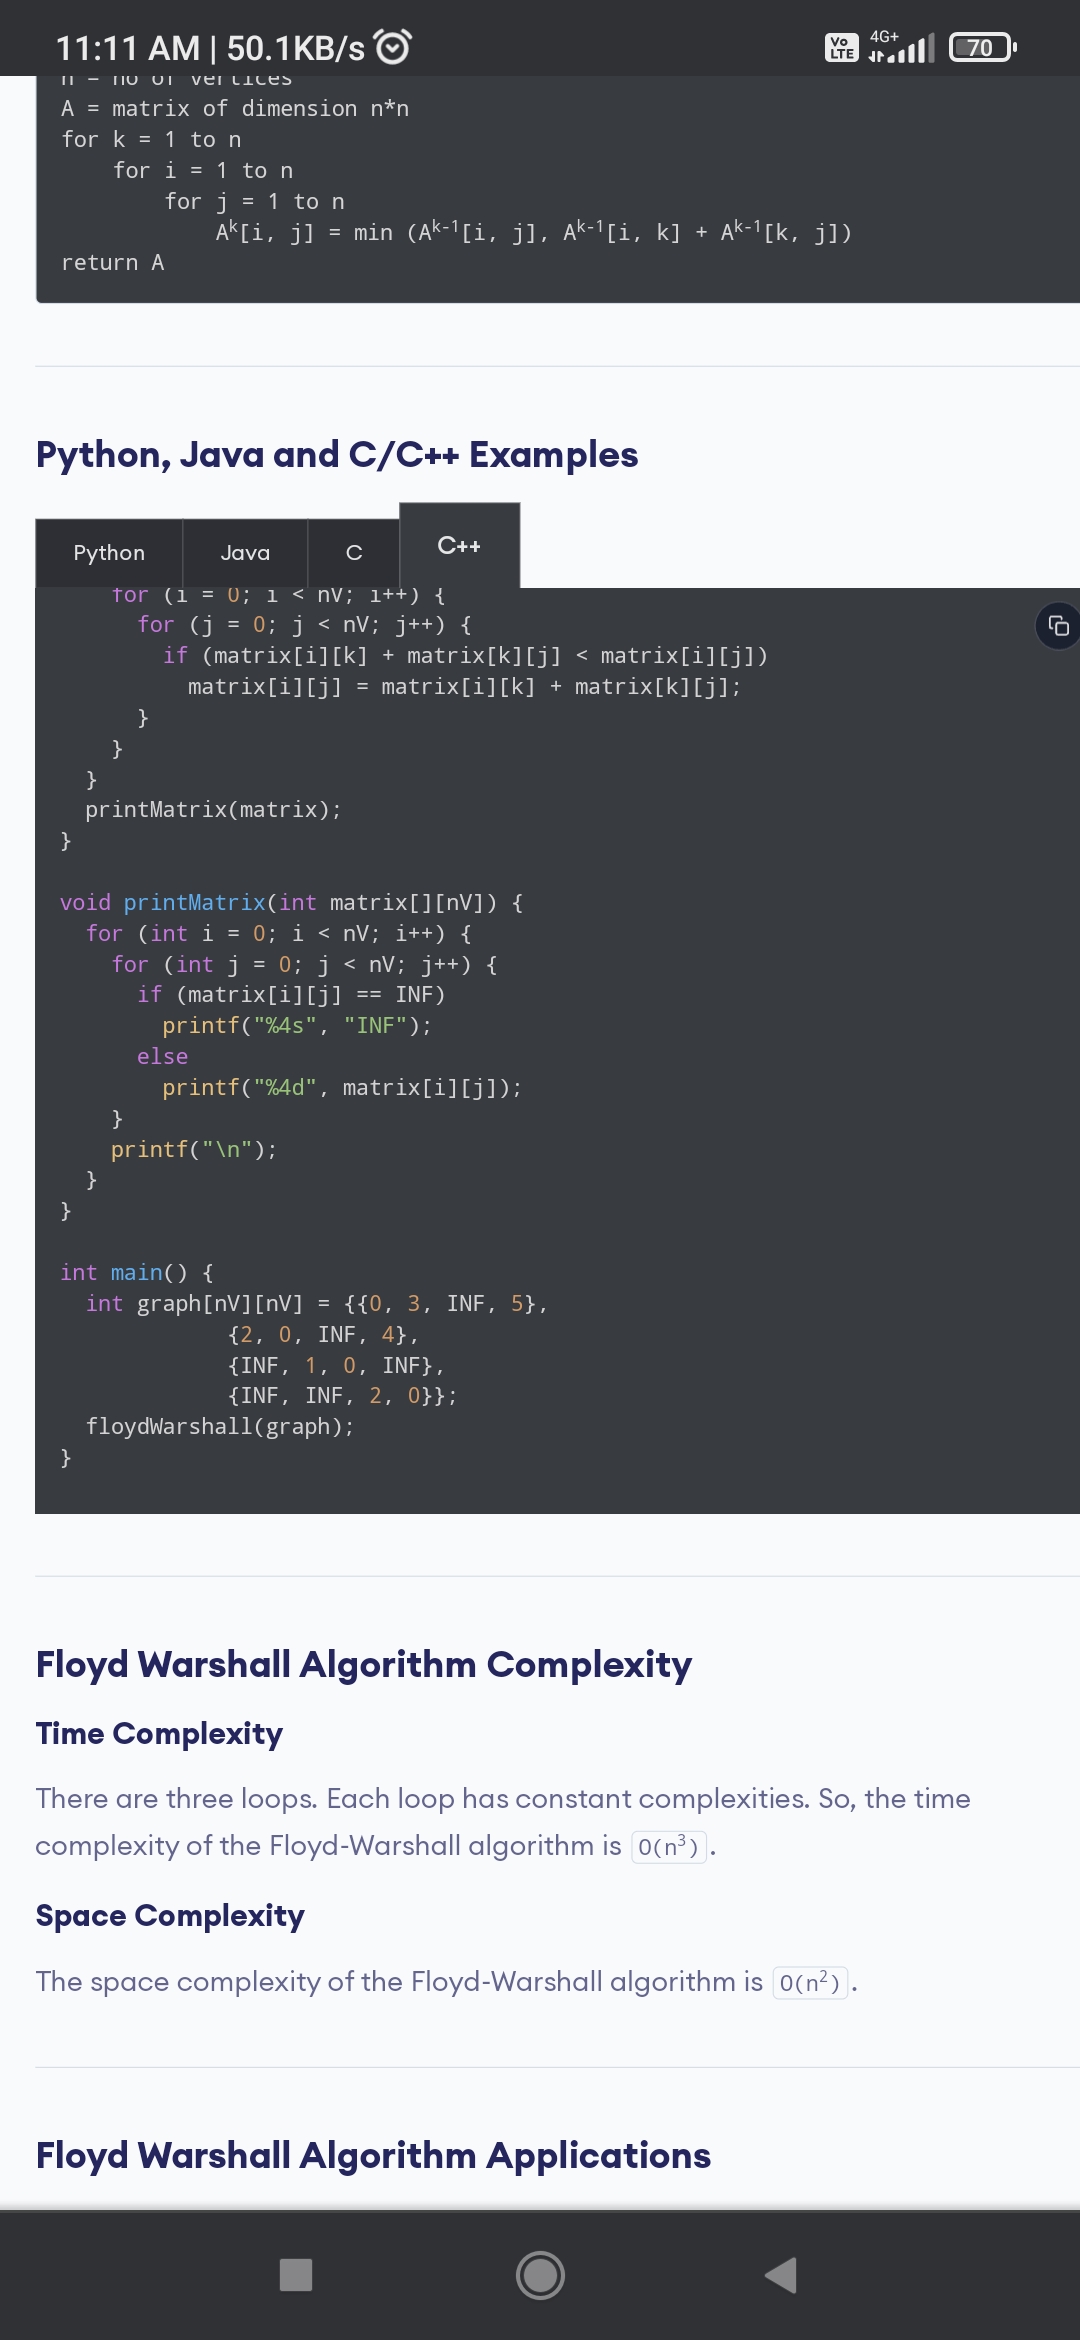 11:11 AM | 50.1KB/s
Vo LTE 4G+ 70
n = no of vertices
A = matrix of dimension n*n
for k = 1 to n
    for i = 1 to n
        for j = 1 to n
            Aᵏ[i, j] = min (Aᵏ⁻¹[i, j], Aᵏ⁻¹[i, k] + Aᵏ⁻¹[k, j])
return A
Python, Java and C/C++ Examples
Python Java C C++
    for (i = 0; i < nV; i++) {
      for (j = 0; j < nV; j++) {
        if (matrix[i][k] + matrix[k][j] < matrix[i][j])
          matrix[i][j] = matrix[i][k] + matrix[k][j];
      }
    }
  }
  printMatrix(matrix);
}
void printMatrix(int matrix[][nV]) {
  for (int i = 0; i < nV; i++) {
    for (int j = 0; j < nV; j++) {
      if (matrix[i][j] == INF)
        printf("%4s", "INF");
      else
        printf("%4d", matrix[i][j]);
    }
    printf("\n");
  }
}
int main() {
  int graph[nV][nV] = {{0, 3, INF, 5},
             {2, 0, INF, 4},
             {INF, 1, 0, INF},
             {INF, INF, 2, 0}};
  floydWarshall(graph);
}
Floyd Warshall Algorithm Complexity
Time Complexity
There are three loops. Each loop has constant complexities. So, the time
complexity of the Floyd-Warshall algorithm is O(n³).
Space Complexity
The space complexity of the Floyd-Warshall algorithm is O(n²).
Floyd Warshall Algorithm Applications